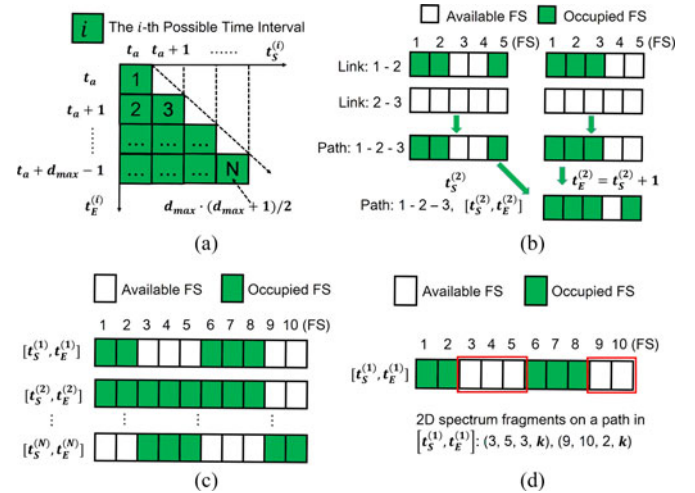 i The i-th Possible Time Interval
t_a t_a + 1 ...... t_S^(i)
t_a 1
t_a + 1 2 3
... ... ...
t_a + d_max − 1 ... ... ... N
t_E^(i) d_max · (d_max + 1)/2
(a)
Available FS Occupied FS
1 2 3 4 5 (FS) 1 2 3 4 5 (FS)
Link: 1 - 2
Link: 2 - 3
Path: 1 - 2 - 3
t_S^(2) t_E^(2) = t_S^(2) + 1
Path: 1 - 2 - 3, [t_S^(2), t_E^(2)]
(b)
Available FS Occupied FS
1 2 3 4 5 6 7 8 9 10 (FS)
[t_S^(1), t_E^(1)]
[t_S^(2), t_E^(2)]
[t_S^(N), t_E^(N)]
(c)
Available FS Occupied FS
1 2 3 4 5 6 7 8 9 10 (FS)
[t_S^(1), t_E^(1)]
2D spectrum fragments on a path in
[t_S^(1), t_E^(1)]: (3, 5, 3, k), (9, 10, 2, k)
(d)